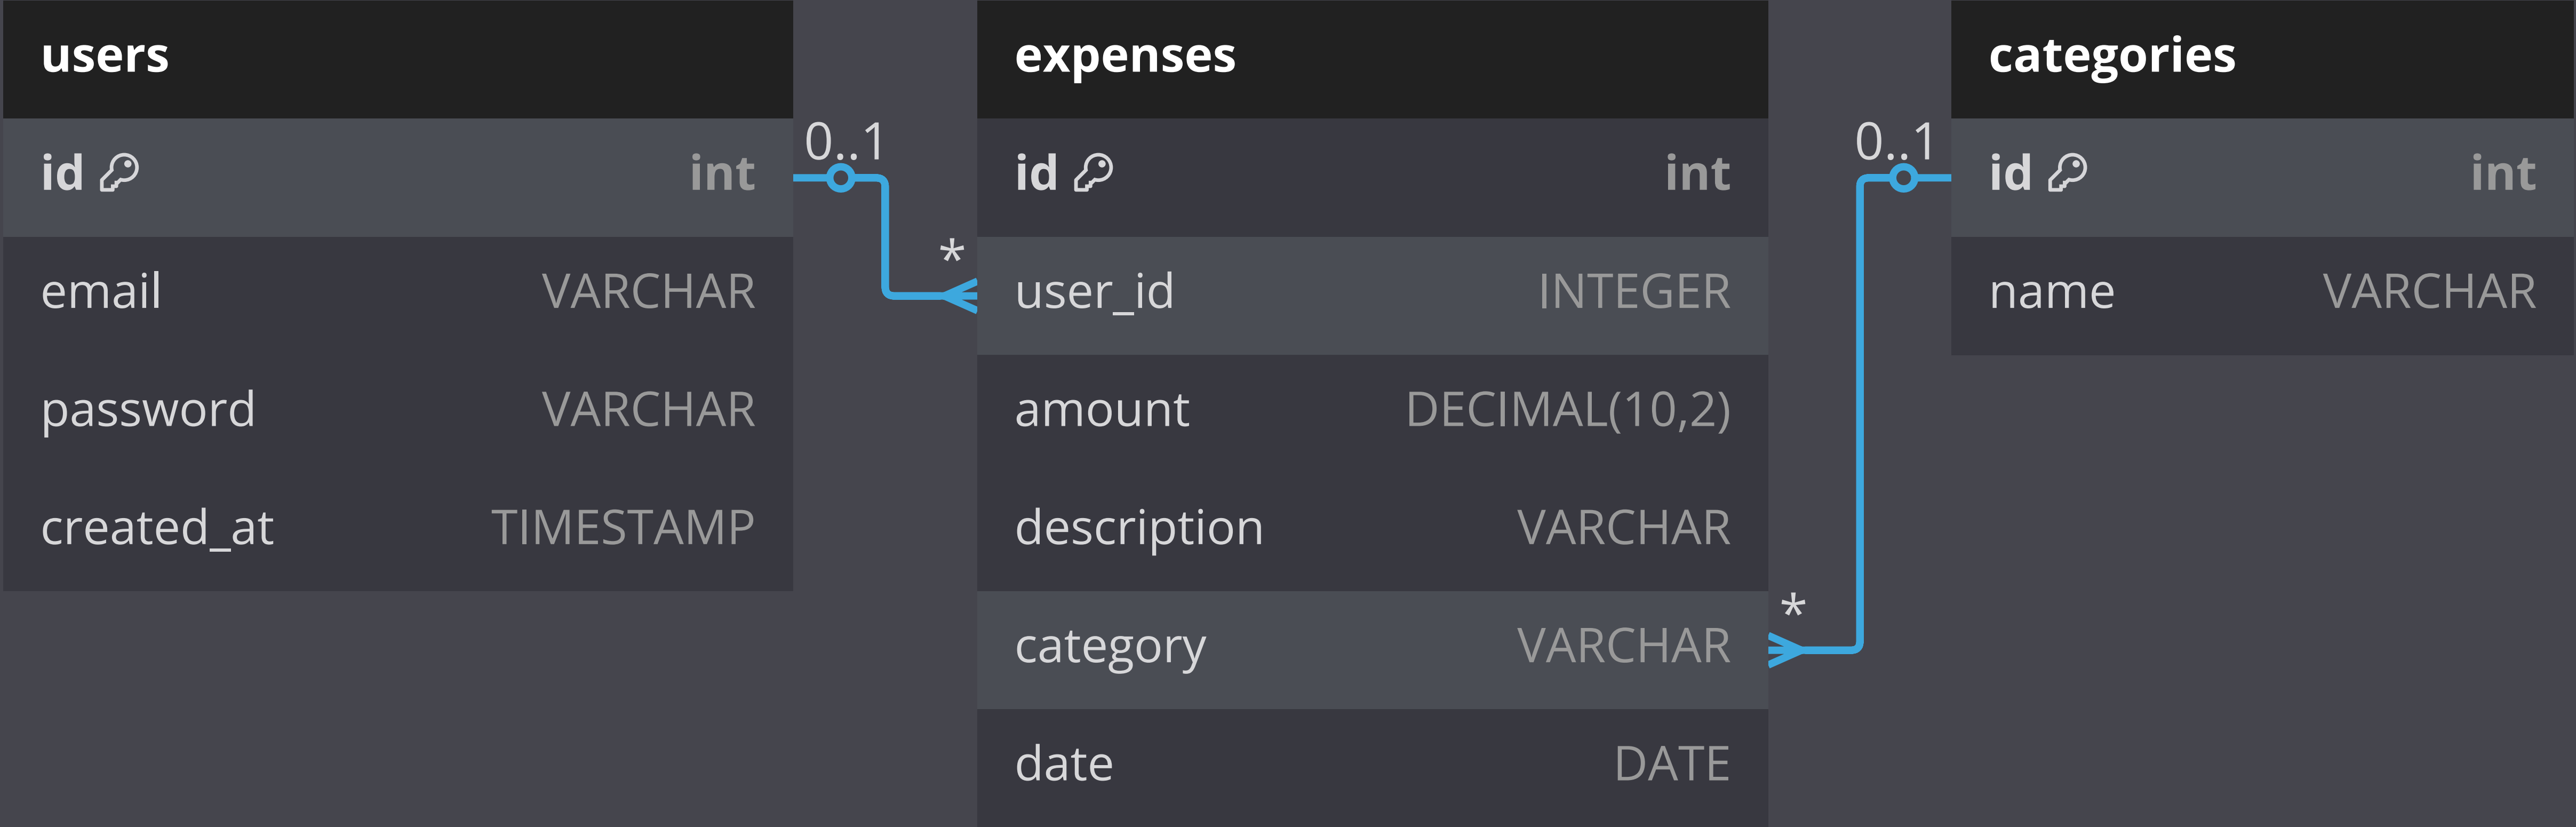 users
id int
email VARCHAR
password VARCHAR
created_at TIMESTAMP
0..1
*
expenses
id int
user_id INTEGER
amount DECIMAL(10,2)
description VARCHAR
category VARCHAR
date DATE
0..1
*
categories
id int
name VARCHAR